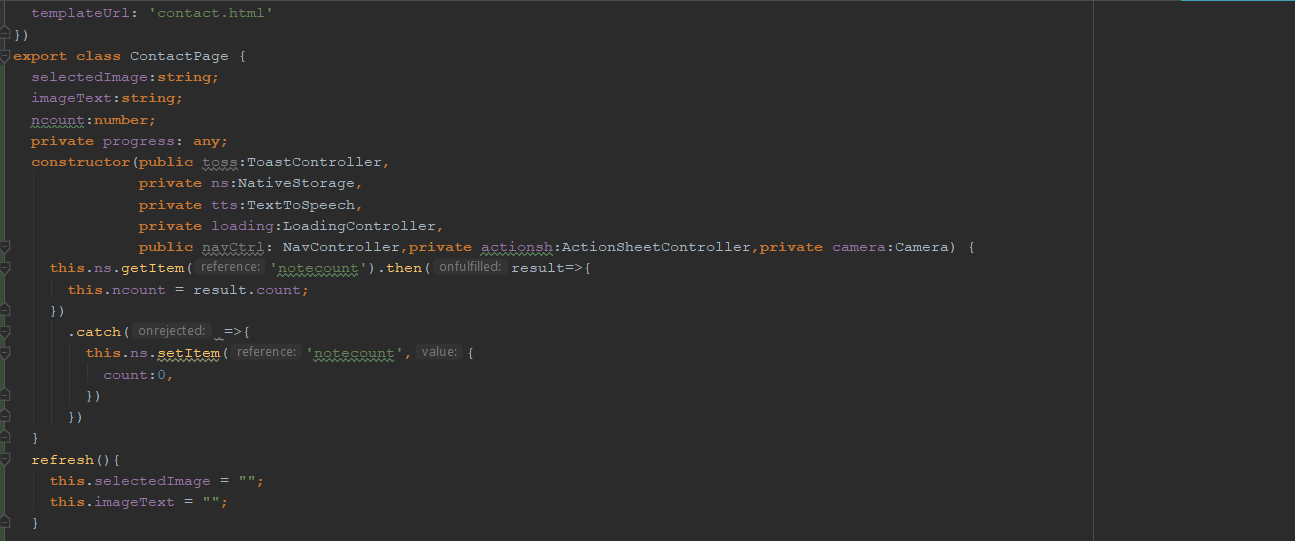 templateUrl: 'contact.html'
})
export class ContactPage {
selectedImage:string;
imageText:string;
ncount:number;
private progress: any;
constructor(public toss:ToastController,
private ns:NativeStorage,
private tts:TextToSpeech,
private loading:LoadingController,
public navCtrl: NavController,private actionsh:ActionSheetController,private camera:Camera) {
this.ns.getItem( reference: 'notecount').then( onfulfilled: result=>{
this.ncount = result.count;
})
.catch( onrejected: _=>{
this.ns.setItem( reference: 'notecount', value: {
count:0,
})
})
}
refresh(){
this.selectedImage = "";
this.imageText = "";
}